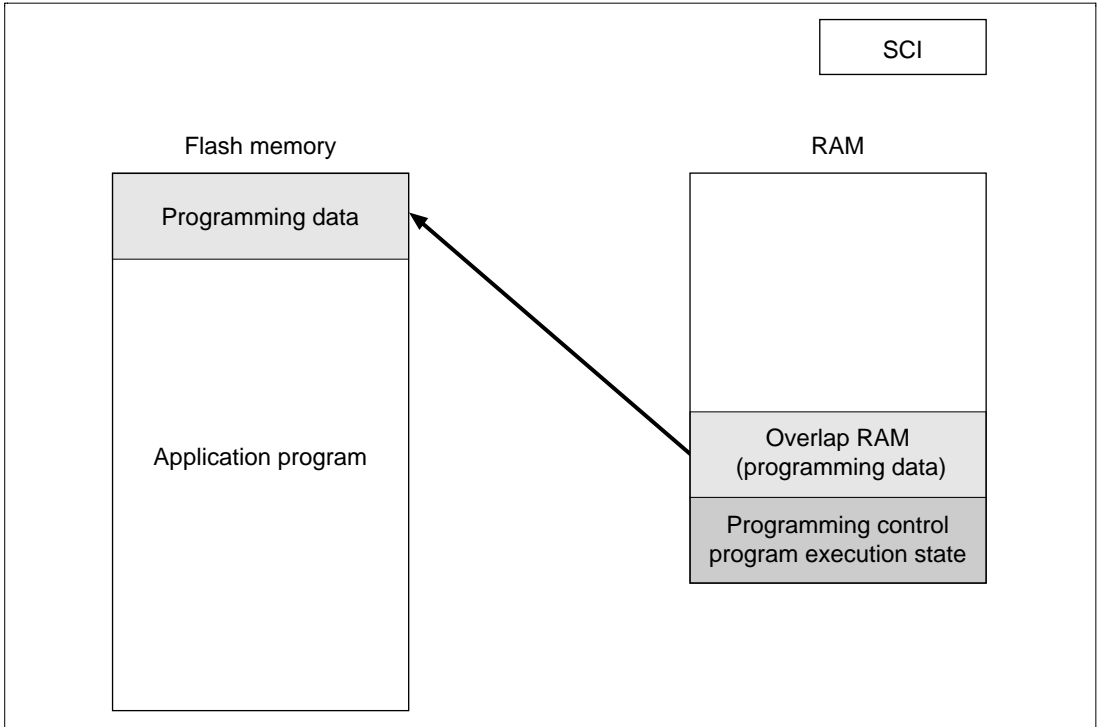 SCI
Flash memory
RAM
Programming data
Application program
Overlap RAM
(programming data)
Programming control
program execution state